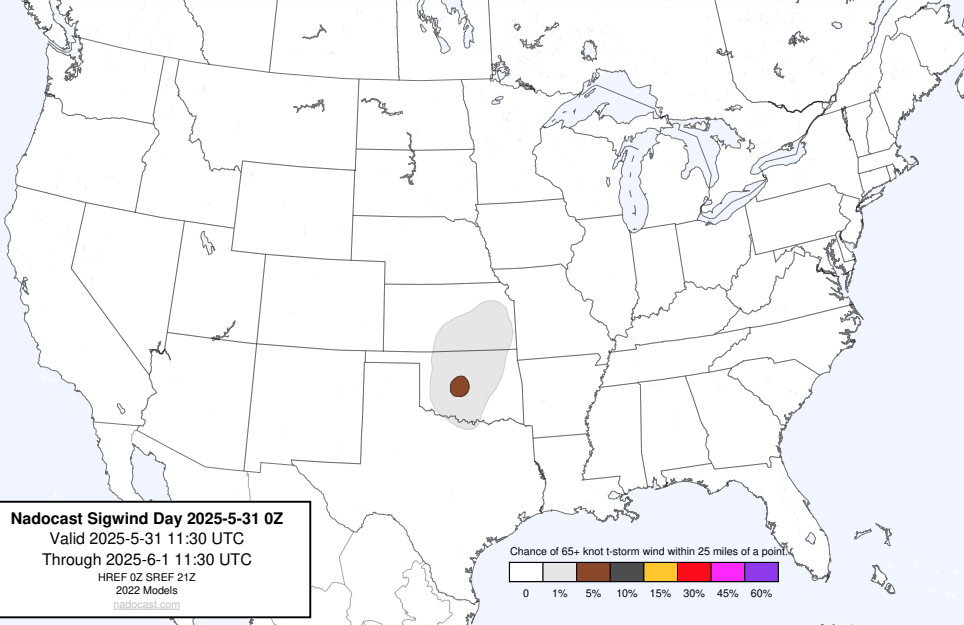 Nadocast Sigwind Day 2025-5-31 0Z
Valid 2025-5-31 11:30 UTC
Through 2025-6-1 11:30 UTC
HREF 0Z SREF 21Z
2022 Models
nadocast.com
Chance of 65+ knot t-storm wind within 25 miles of a point.
0 1% 5% 10% 15% 30% 45% 60%